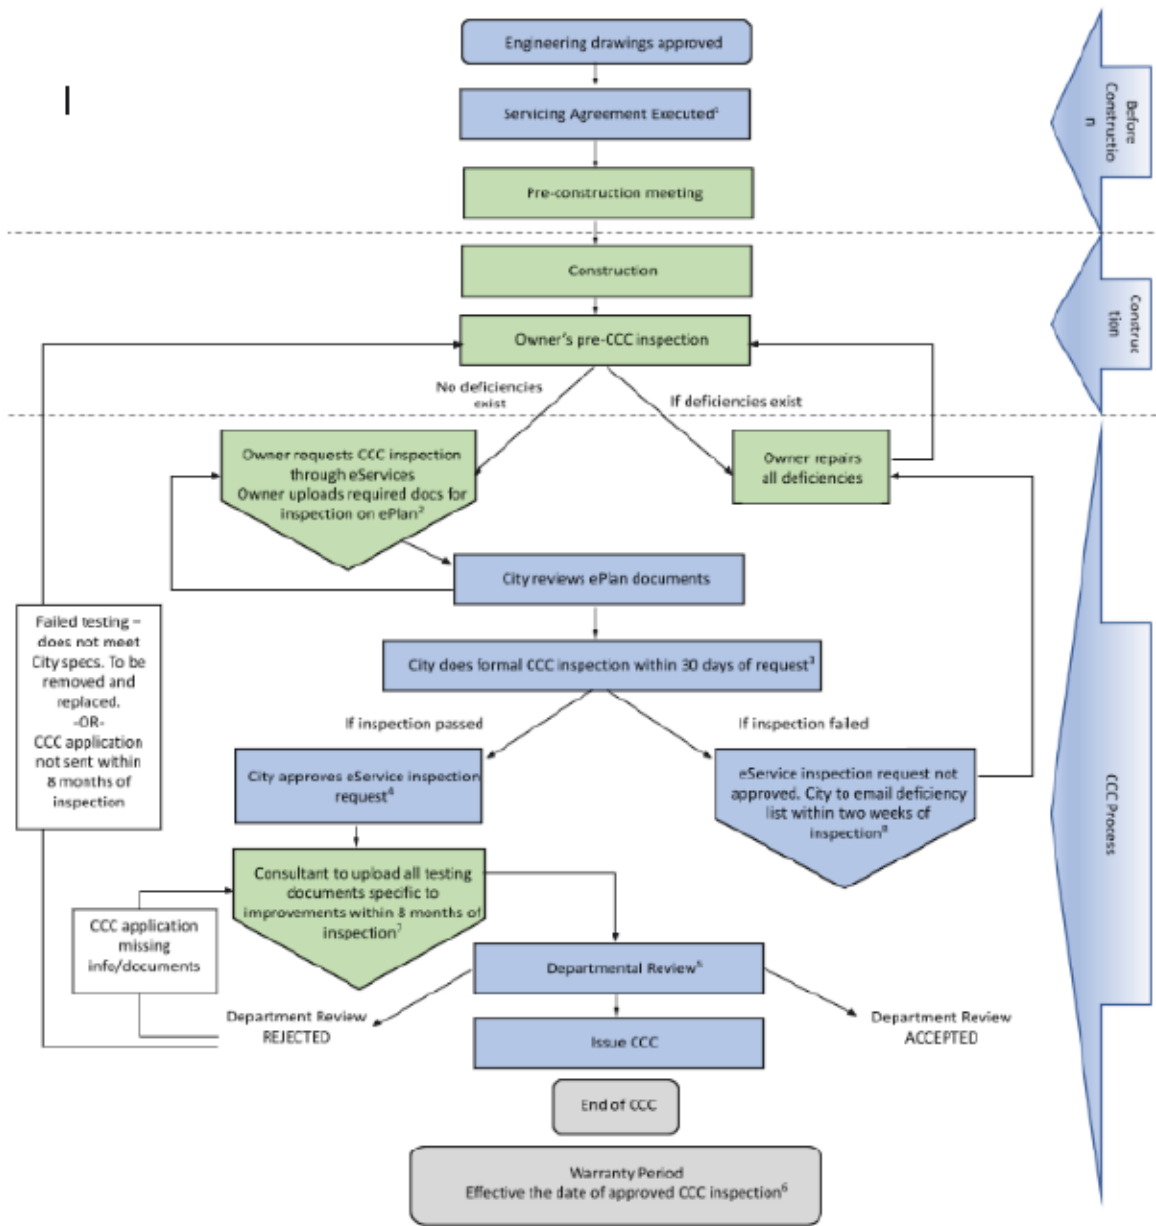 Engineering drawings approved
Servicing Agreement Executed¹
Pre-construction meeting
Before
Constructio
n
Construction
Owner's pre-CCC inspection
Construc
tion
No deficiencies
exist
If deficiencies exist
Owner requests CCC inspection
through eServices
Owner uploads required docs for
inspection on ePlan²
Owner repairs
all deficiencies
City reviews ePlan documents
Failed testing –
does not meet
City specs. To be
removed and
replaced.
-OR-
CCC application
not sent within
8 months of
inspection
City does formal CCC inspection within 30 days of request³
If inspection passed
If inspection failed
City approves eService inspection
request⁴
eService inspection request not
approved. City to email deficiency
list within two weeks of
inspection⁸
CCC Process
Consultant to upload all testing
documents specific to
improvements within 8 months of
inspection⁷
CCC application
missing
info/documents
Departmental Review⁵
Department Review
REJECTED
Department Review
ACCEPTED
Issue CCC
End of CCC
Warranty Period
Effective the date of approved CCC inspection⁶